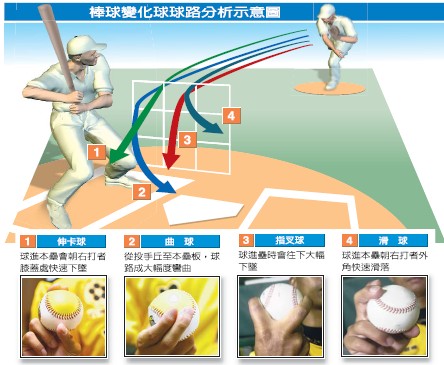 棒球變化球球路分析示意圖
4
3
1
2
1 伸卡球
球進本壘會朝右打者
膝蓋處快速下墜
2 曲 球
從投手丘至本壘板，球
路成大幅度彎曲
3 指叉球
球進壘時會往下大幅
下墜
4 滑 球
球進本壘朝右打者外
角快速滑落